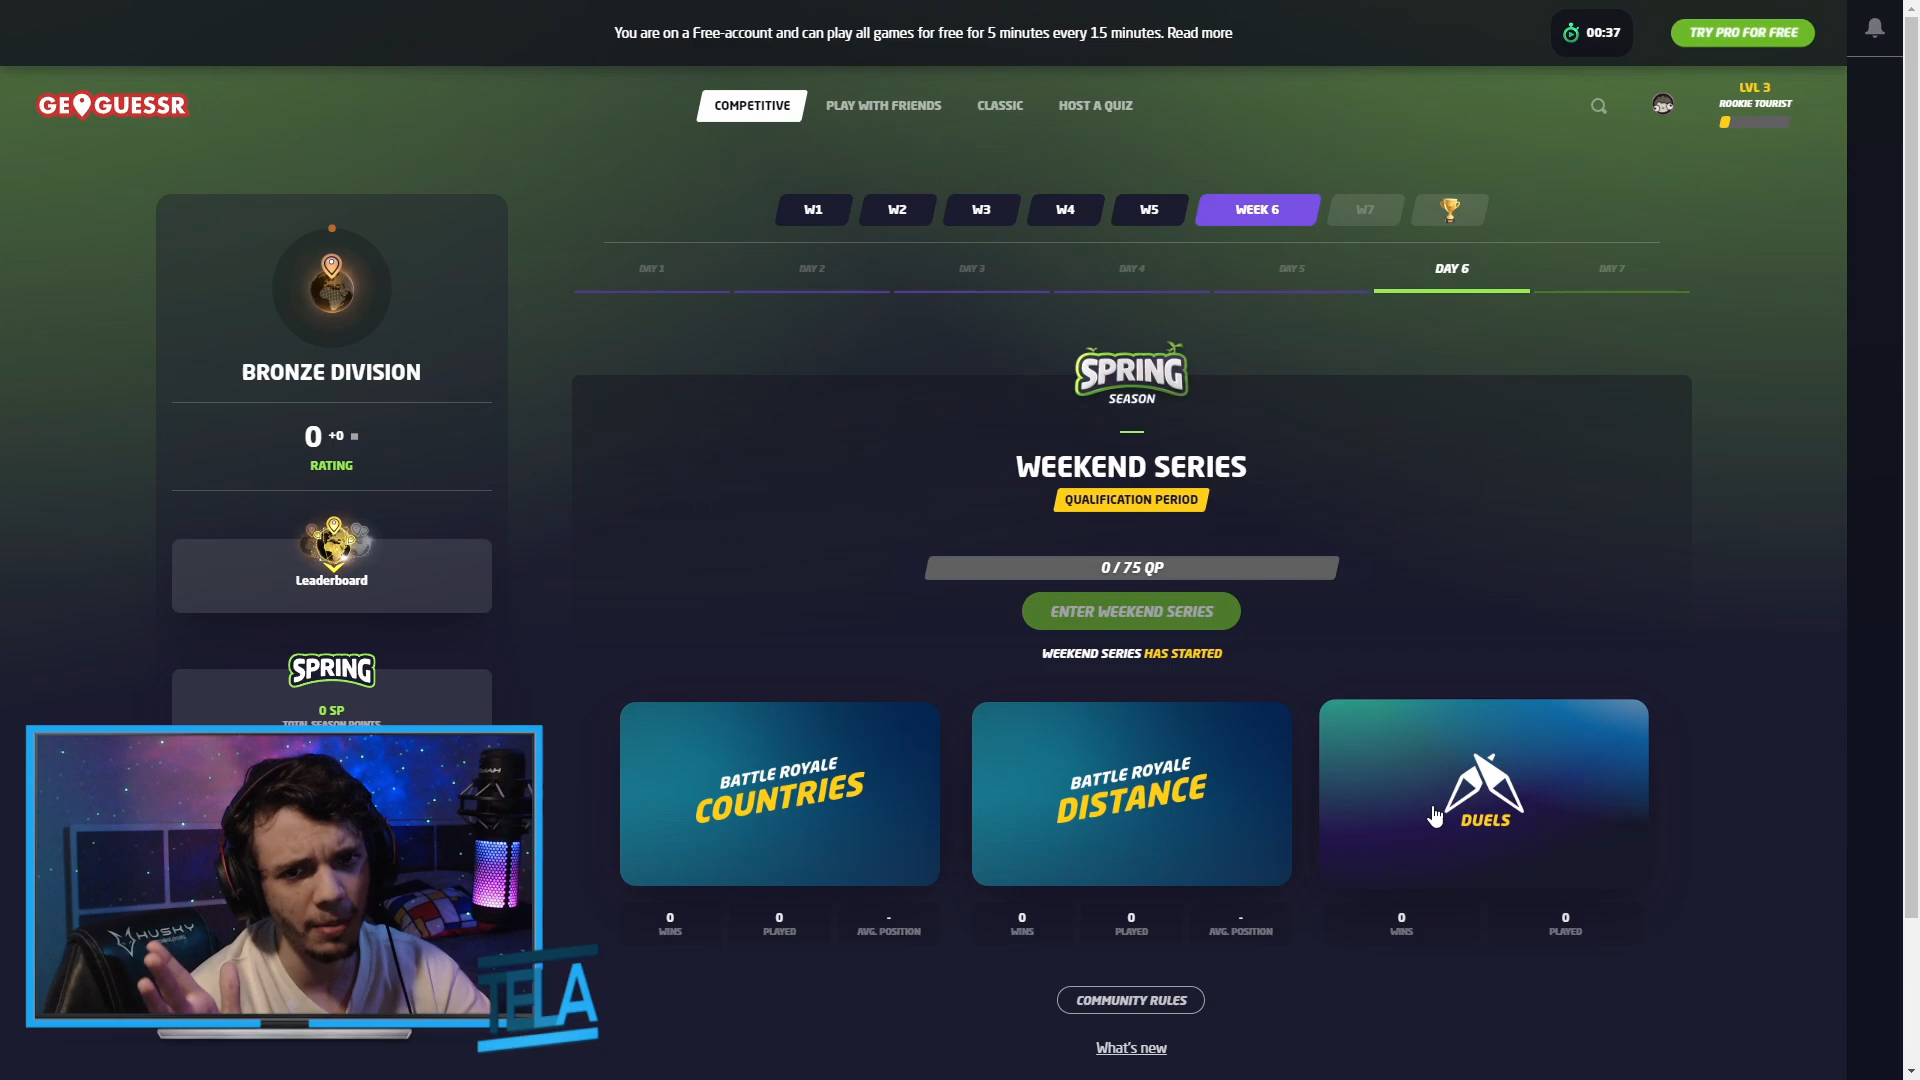 You are on a Free-account and can play all games for free for 5 minutes every 15 minutes. Read more
00:37
TRY PRO FOR FREE
GEOGUESSR
COMPETITIVE
PLAY WITH FRIENDS
CLASSIC
HOST A QUIZ
LVL 3
ROOKIE TOURIST
W1
W2
W3
W4
W5
WEEK 6
W7
DAY 1
DAY 2
DAY 3
DAY 4
DAY 5
DAY 6
DAY 7
BRONZE DIVISION
0 +0
RATING
Leaderboard
SPRING
0 SP
TOTAL SEASON POINTS
SPRING
SEASON
WEEKEND SERIES
QUALIFICATION PERIOD
0 / 75 QP
ENTER WEEKEND SERIES
WEEKEND SERIES HAS STARTED
BATTLE ROYALE
COUNTRIES
BATTLE ROYALE
DISTANCE
DUELS
0
WINS
0
PLAYED
-
AVG. POSITION
0
WINS
0
PLAYED
-
AVG. POSITION
0
WINS
0
PLAYED
COMMUNITY RULES
What's new
HUSKY
TELA